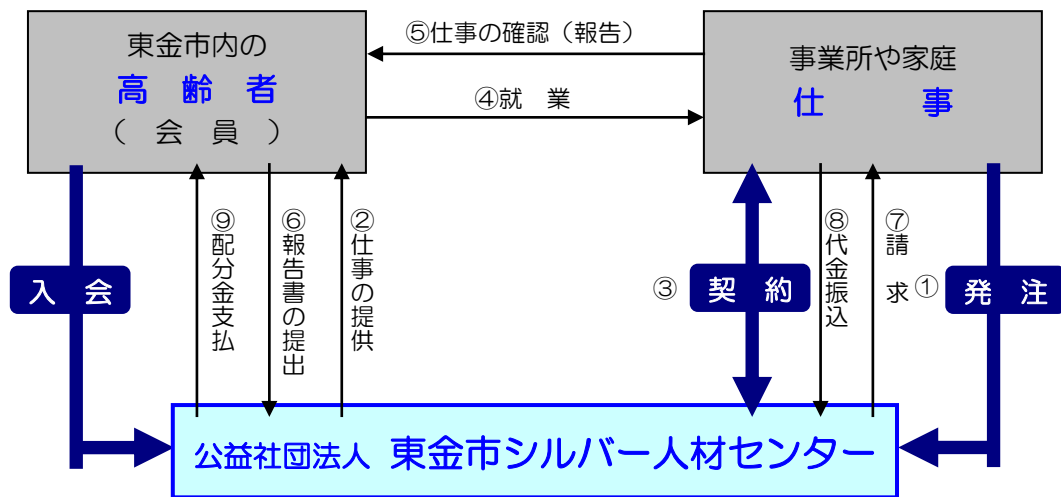 東金市内の
高 齢 者
( 会 員 )
⑤仕事の確認(報告)
④就 業
事業所や家庭
仕 事
⑨配分金支払
⑥報告書の提出
②仕事の提供
⑧代金振込
⑦請 求
入 会
③
契 約
①
発 注
公益社団法人 東金市シルバー人材センター